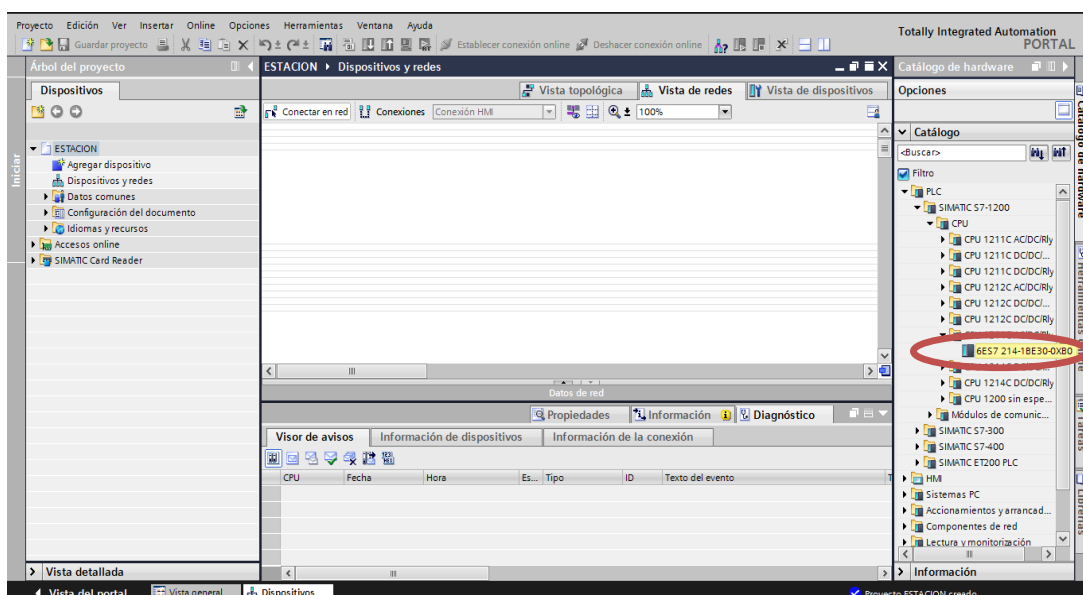 Proyecto Edición Ver Insertar Online Opciones Herramientas Ventana Ayuda
Totally Integrated Automation
PORTAL
Guardar proyecto Establecer conexión online Deshacer conexión online
Árbol del proyecto
ESTACION Dispositivos y redes
Catálogo de hardware
Dispositivos
Vista topológica Vista de redes Vista de dispositivos
Opciones
Conectar en red Conexiones Conexión HMI 100%
Iniciar
ESTACION
Agregar dispositivo
Dispositivos y redes
Datos comunes
Configuración del documento
Idiomas y recursos
Accesos online
SIMATIC Card Reader
Catálogo
<Buscar>
Filtro
PLC
SIMATIC S7-1200
CPU
CPU 1211C AC/DC/Rly
CPU 1211C DC/DC/...
CPU 1211C DC/DC/Rly
CPU 1212C AC/DC/Rly
CPU 1212C DC/DC/...
CPU 1212C DC/DC/Rly
6ES7 214-1BE30-0XB0
CPU 1214C DC/DC/Rly
CPU 1200 sin espe...
Módulos de comunic...
SIMATIC S7-300
SIMATIC S7-400
SIMATIC ET200 PLC
HMI
Sistemas PC
Accionamientos y arrancad...
Componentes de red
Lectura y monitorización
Información
Catálogo de hardware
Tareas
Librerías
Datos de red
Propiedades Información Diagnóstico
Visor de avisos Información de dispositivos Información de la conexión
CPU Fecha Hora Es... Tipo ID Texto del evento
Vista detallada
Vista del portal Vista general Dispositivos
Proyecto ESTACION creado